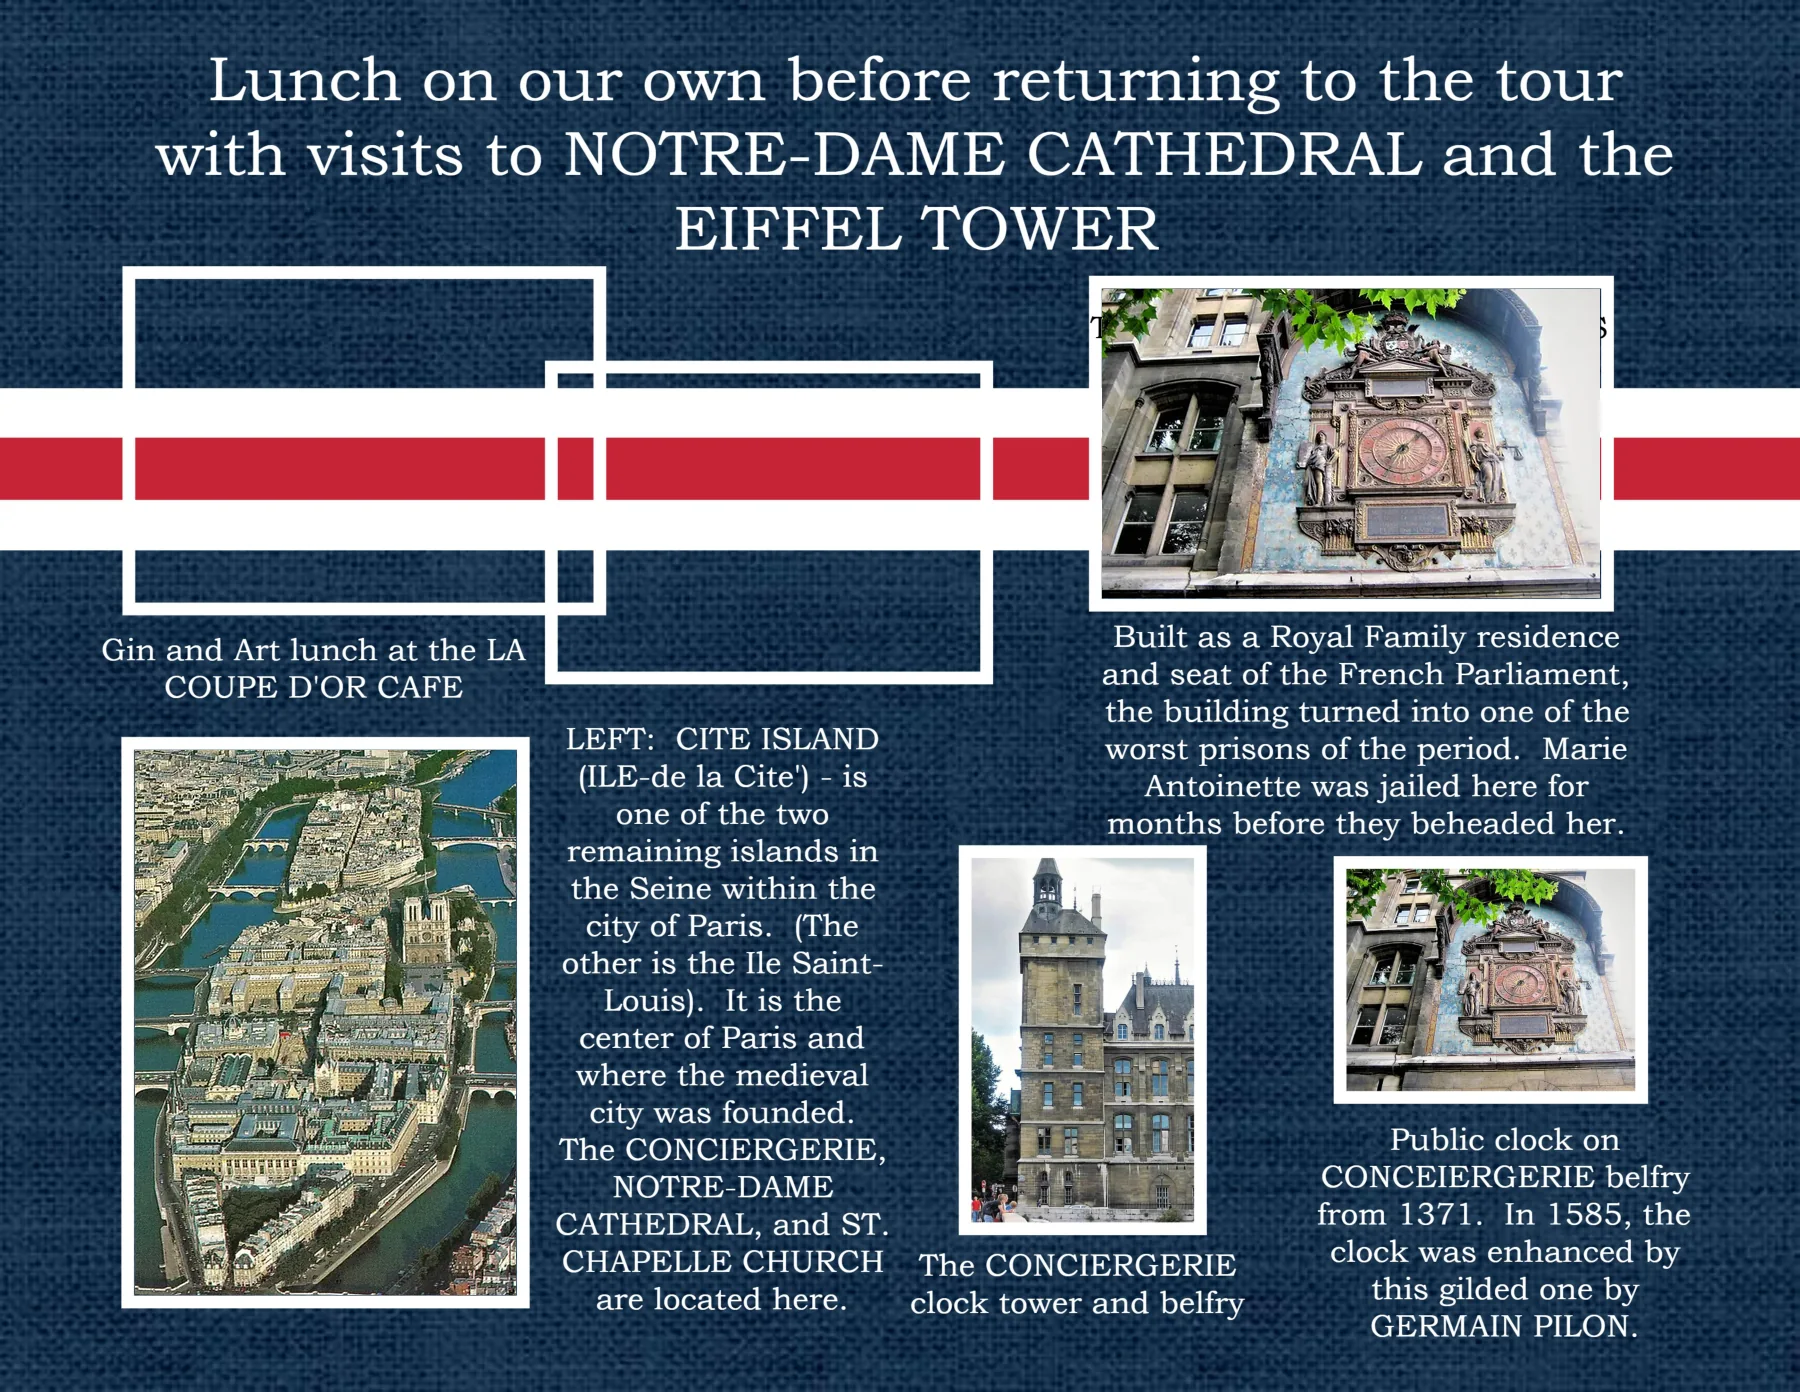 Lunch on our own before returning to the tour
with visits to NOTRE-DAME CATHEDRAL and the
EIFFEL TOWER
Gin and Art lunch at the LA
COUPE D'OR CAFE
LEFT:  CITE ISLAND
(ILE-de la Cite') - is
one of the two
remaining islands in
the Seine within the
city of Paris.  (The
other is the Ile Saint-
Louis).  It is the
center of Paris and
where the medieval
city was founded.
The CONCIERGERIE,
NOTRE-DAME
CATHEDRAL, and ST.
CHAPELLE CHURCH
are located here.
Built as a Royal Family residence
and seat of the French Parliament,
the building turned into one of the
worst prisons of the period.  Marie
Antoinette was jailed here for
months before they beheaded her.
The CONCIERGERIE
clock tower and belfry
Public clock on
CONCEIERGERIE belfry
from 1371.  In 1585, the
clock was enhanced by
this gilded one by
GERMAIN PILON.